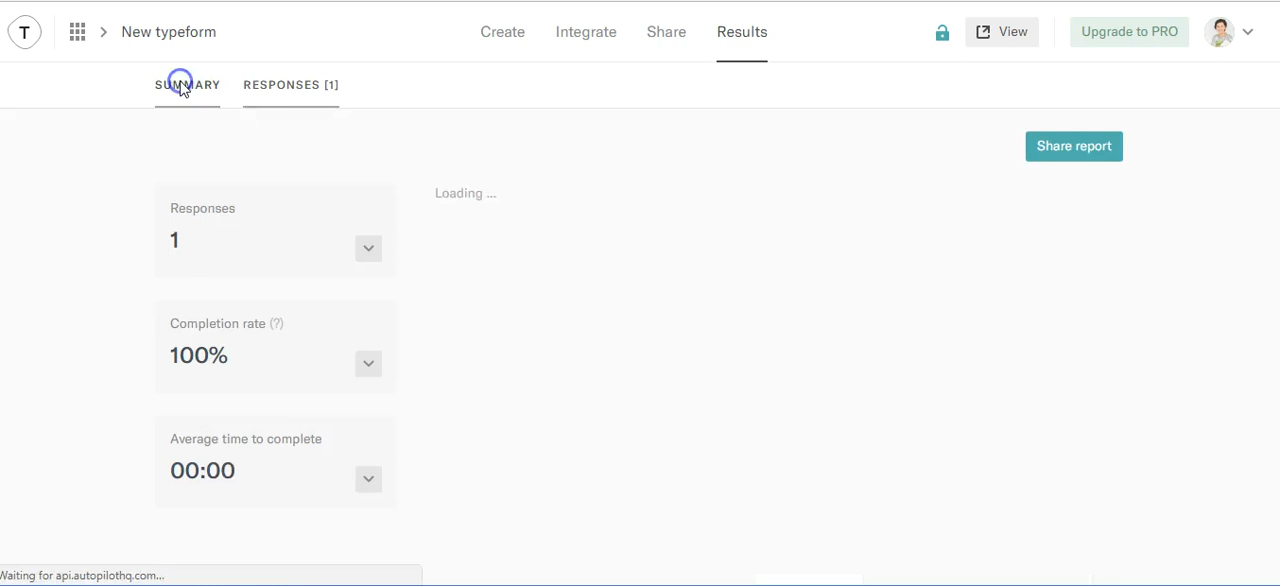 T
New typeform
Create
Integrate
Share
Results
View
Upgrade to PRO
SUMMARY
RESPONSES [1]
Share report
Responses
1
Loading ...
Completion rate (?)
100%
Average time to complete
00:00
Waiting for api.autopilothq.com...